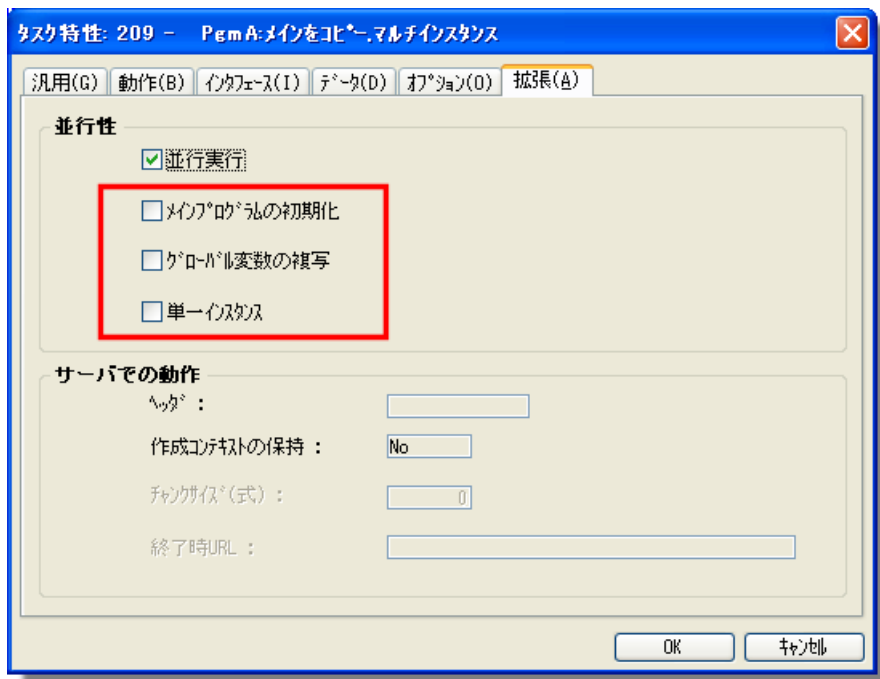 タスク特性: 209 - PgmA:メインをコピー.マルチインスタンス
汎用(G) 動作(B) インタフェース(I) データ(D) オプション(O) 拡張(A)
並行性
並行実行
メインプログラムの初期化
グローバル変数の複写
単一インスタンス
サーバでの動作
ヘッダ :
作成コンテキストの保持 : No
チャンクサイズ(式) : 0
終了時URL :
OK キャンセル